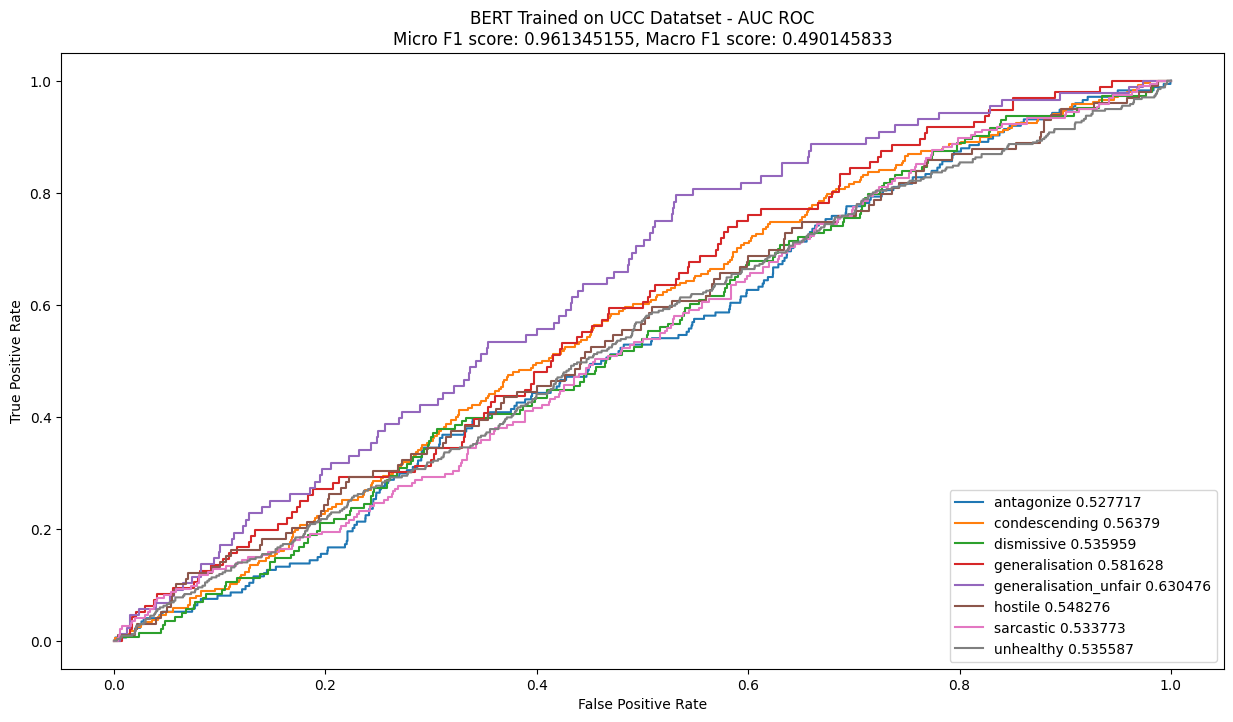 BERT Trained on UCC Datatset - AUC ROC
Micro F1 score: 0.961345155, Macro F1 score: 0.490145833
True Positive Rate
1.0
0.8
0.6
0.4
0.2
0.0
antagonize 0.527717
condescending 0.56379
dismissive 0.535959
generalisation 0.581628
generalisation_unfair 0.630476
hostile 0.548276
sarcastic 0.533773
unhealthy 0.535587
0.0 0.2 0.4 0.6 0.8 1.0
False Positive Rate